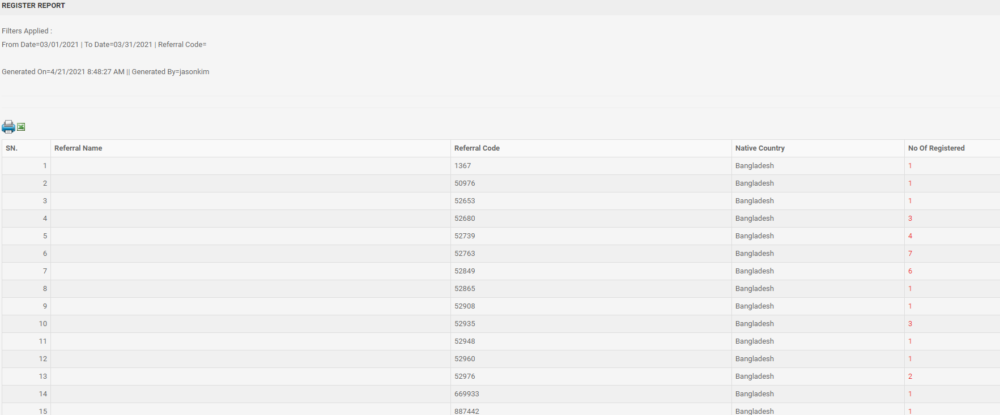 REGISTER REPORT
Filters Applied :
From Date=03/01/2021 | To Date=03/31/2021 | Referral Code=
Generated On=4/21/2021 8:48:27 AM || Generated By=jasonkim
SN. Referral Name Referral Code Native Country No Of Registered
1 1367 Bangladesh 1
2 50976 Bangladesh 1
3 52653 Bangladesh 1
4 52680 Bangladesh 3
5 52739 Bangladesh 4
6 52763 Bangladesh 7
7 52849 Bangladesh 6
8 52865 Bangladesh 1
9 52908 Bangladesh 1
10 52935 Bangladesh 3
11 52948 Bangladesh 1
12 52960 Bangladesh 1
13 52976 Bangladesh 2
14 669933 Bangladesh 1
15 887442 Bangladesh 1